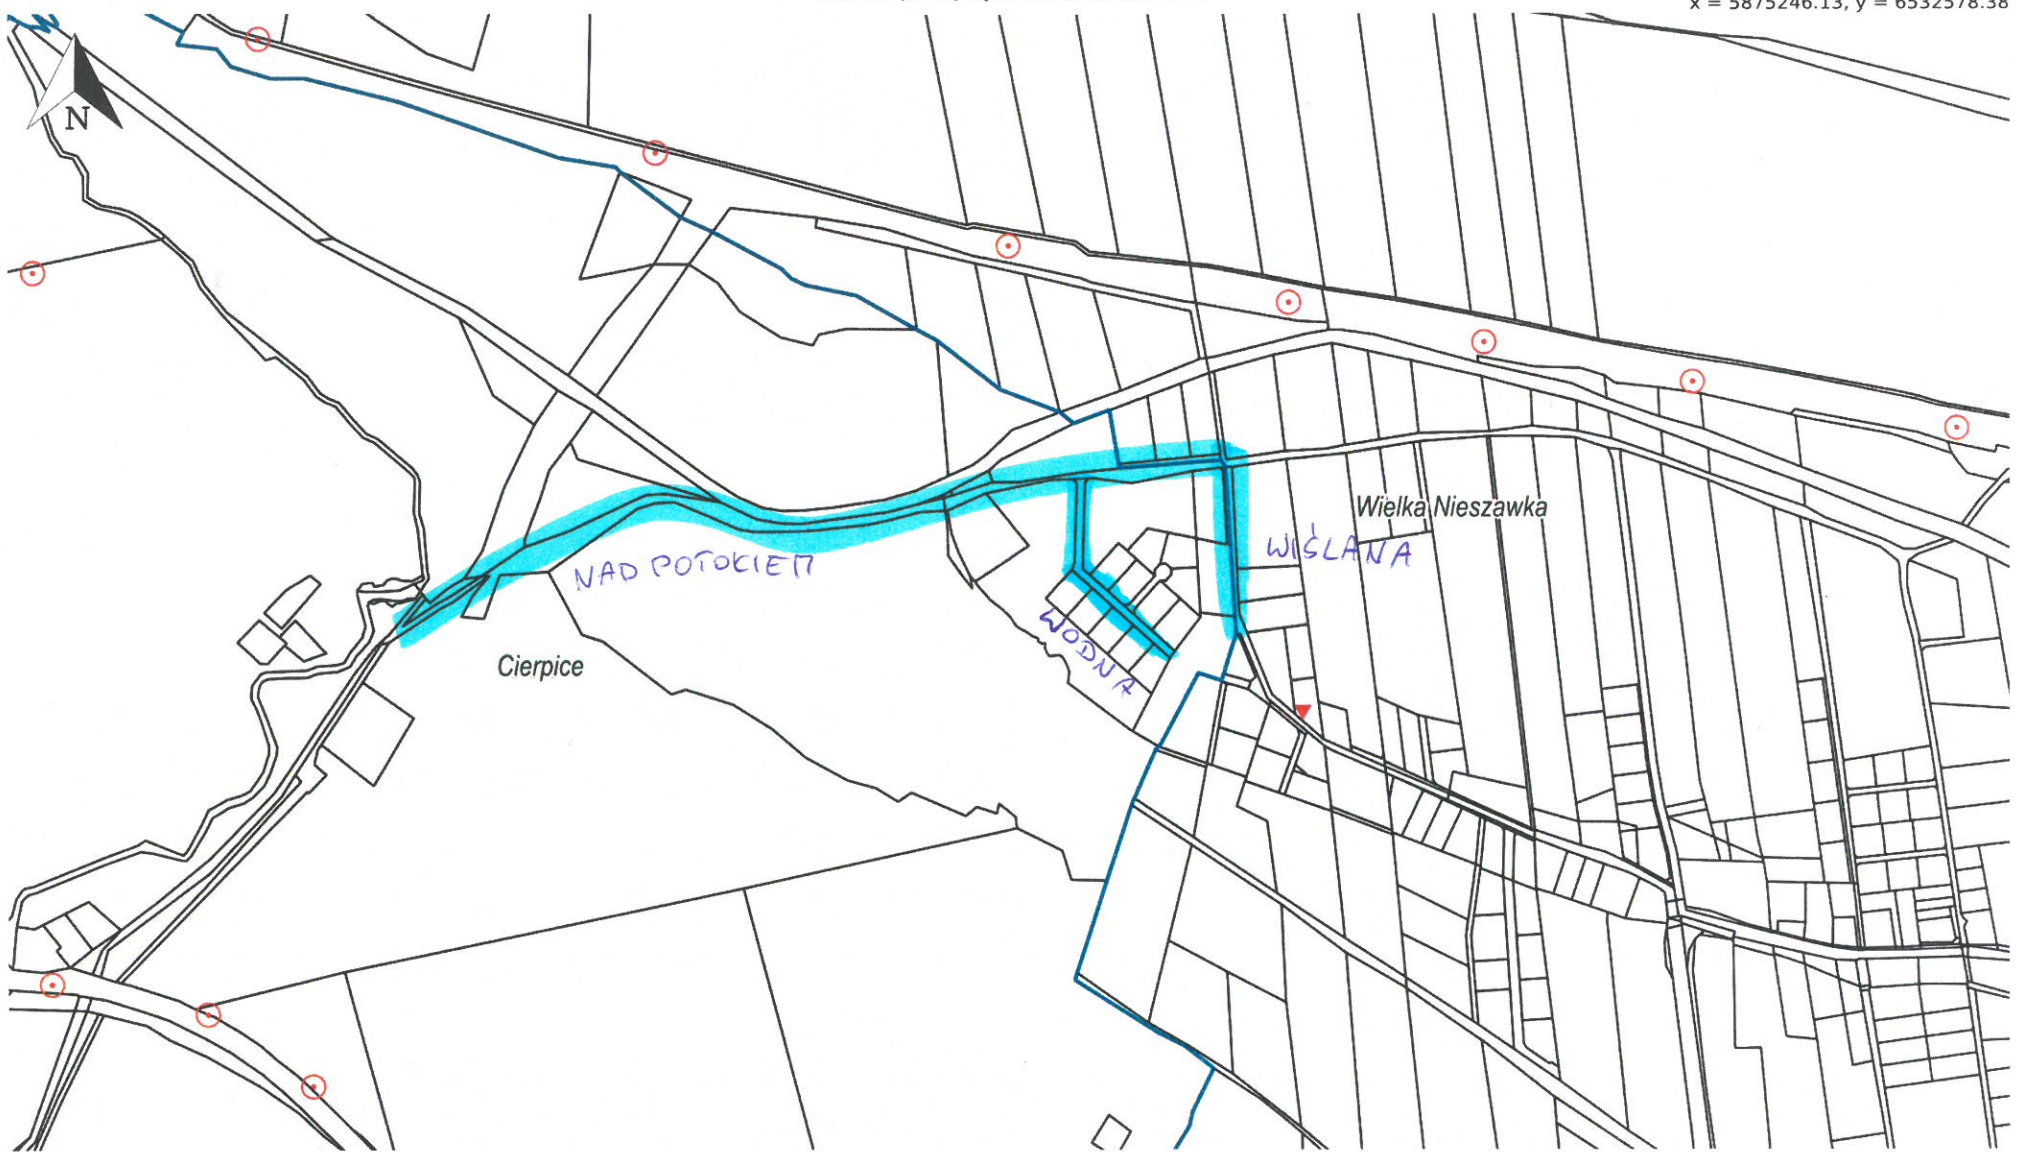 x = 5875246.13, y = 6532578.38
N
Wielka Nieszawka
WIŚLANA
NAD POTOKIEM
WODNA
Cierpice